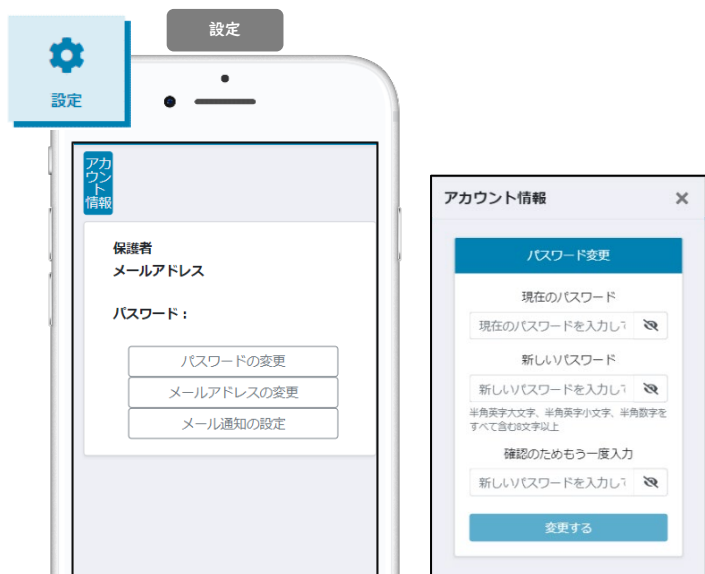 設定
設定
アカ
ウン
ト
情報
保護者
メールアドレス
パスワード：
パスワードの変更
メールアドレスの変更
メール通知の設定
アカウント情報 ×
パスワード変更
現在のパスワード
現在のパスワードを入力して
新しいパスワード
新しいパスワードを入力して
半角英字大文字、半角英字小文字、半角数字を
すべて含む8文字以上
確認のためもう一度入力
新しいパスワードを入力して
変更する